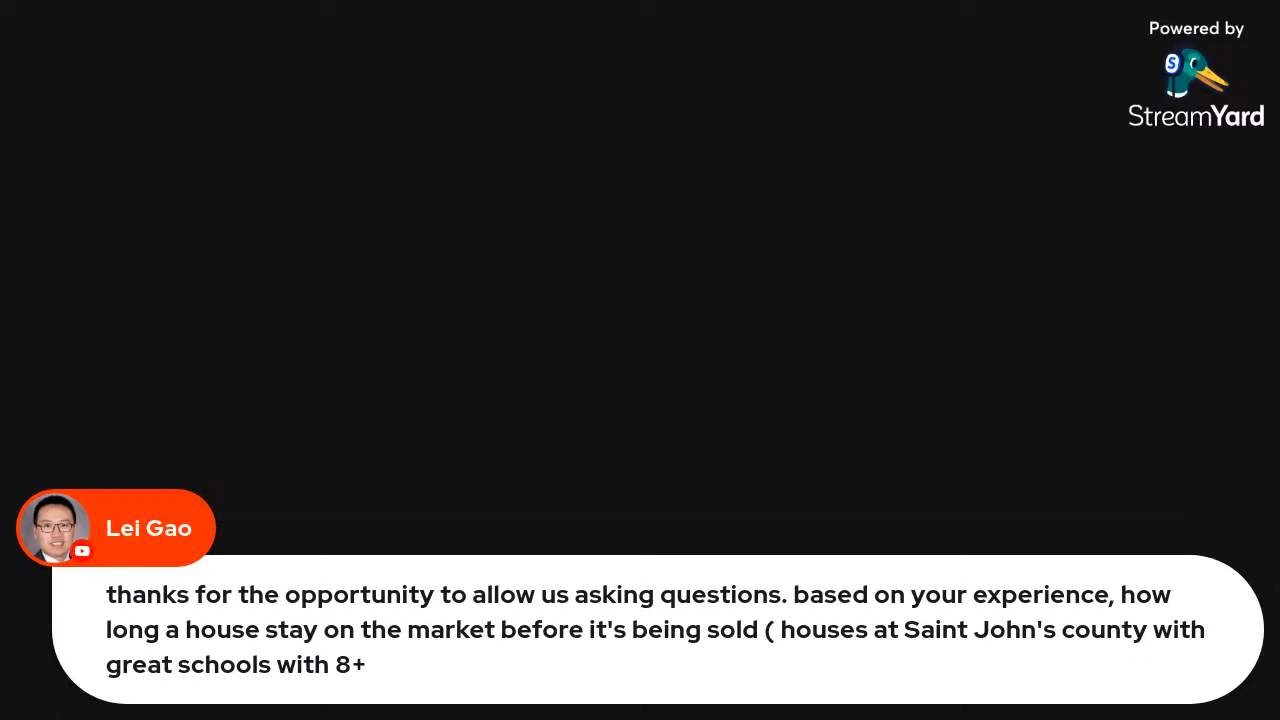 Powered by
S
StreamYard
Lei Gao
thanks for the opportunity to allow us asking questions. based on your experience, how
long a house stay on the market before it's being sold ( houses at Saint John's county with
great schools with 8+